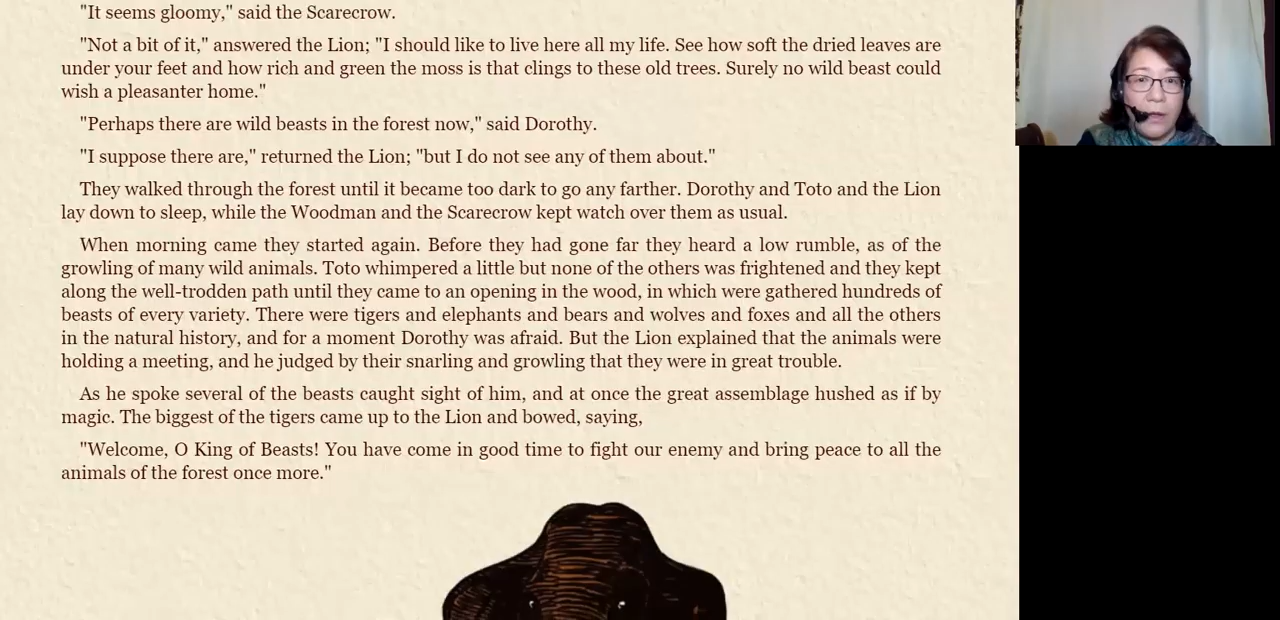 "It seems gloomy," said the Scarecrow.
"Not a bit of it," answered the Lion; "I should like to live here all my life. See how soft the dried leaves are
under your feet and how rich and green the moss is that clings to these old trees. Surely no wild beast could
wish a pleasanter home."
"Perhaps there are wild beasts in the forest now," said Dorothy.
"I suppose there are," returned the Lion; "but I do not see any of them about."
They walked through the forest until it became too dark to go any farther. Dorothy and Toto and the Lion
lay down to sleep, while the Woodman and the Scarecrow kept watch over them as usual.
When morning came they started again. Before they had gone far they heard a low rumble, as of the
growling of many wild animals. Toto whimpered a little but none of the others was frightened and they kept
along the well-trodden path until they came to an opening in the wood, in which were gathered hundreds of
beasts of every variety. There were tigers and elephants and bears and wolves and foxes and all the others
in the natural history, and for a moment Dorothy was afraid. But the Lion explained that the animals were
holding a meeting, and he judged by their snarling and growling that they were in great trouble.
As he spoke several of the beasts caught sight of him, and at once the great assemblage hushed as if by
magic. The biggest of the tigers came up to the Lion and bowed, saying,
"Welcome, O King of Beasts! You have come in good time to fight our enemy and bring peace to all the
animals of the forest once more."